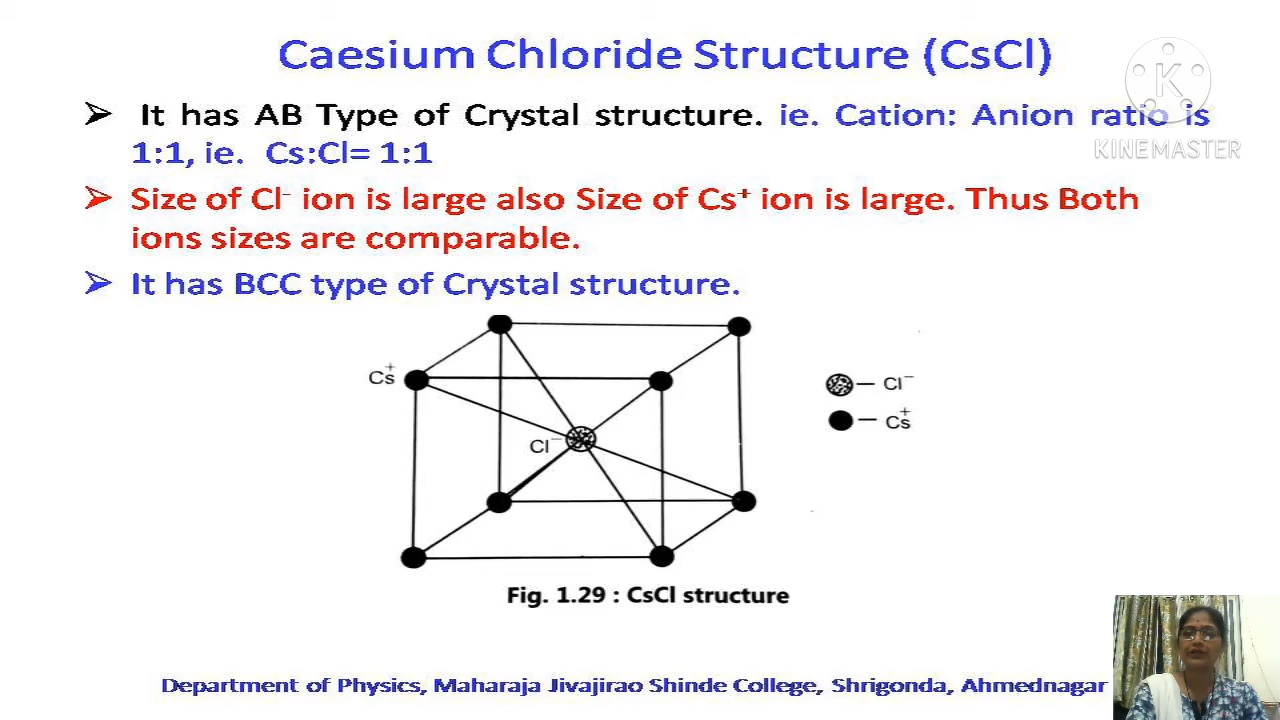 Caesium Chloride Structure (CsCl)
K
KINEMASTER
➢ It has AB Type of Crystal structure. ie. Cation: Anion ratio is
1:1, ie. Cs:Cl= 1:1
➢ Size of Cl⁻ ion is large also Size of Cs⁺ ion is large. Thus Both
ions sizes are comparable.
➢ It has BCC type of Crystal structure.
Cs⁺
Cl⁻
Cl⁻
Cs⁺
Fig. 1.29 : CsCl structure
Department of Physics, Maharaja Jivajirao Shinde College, Shrigonda, Ahmednagar